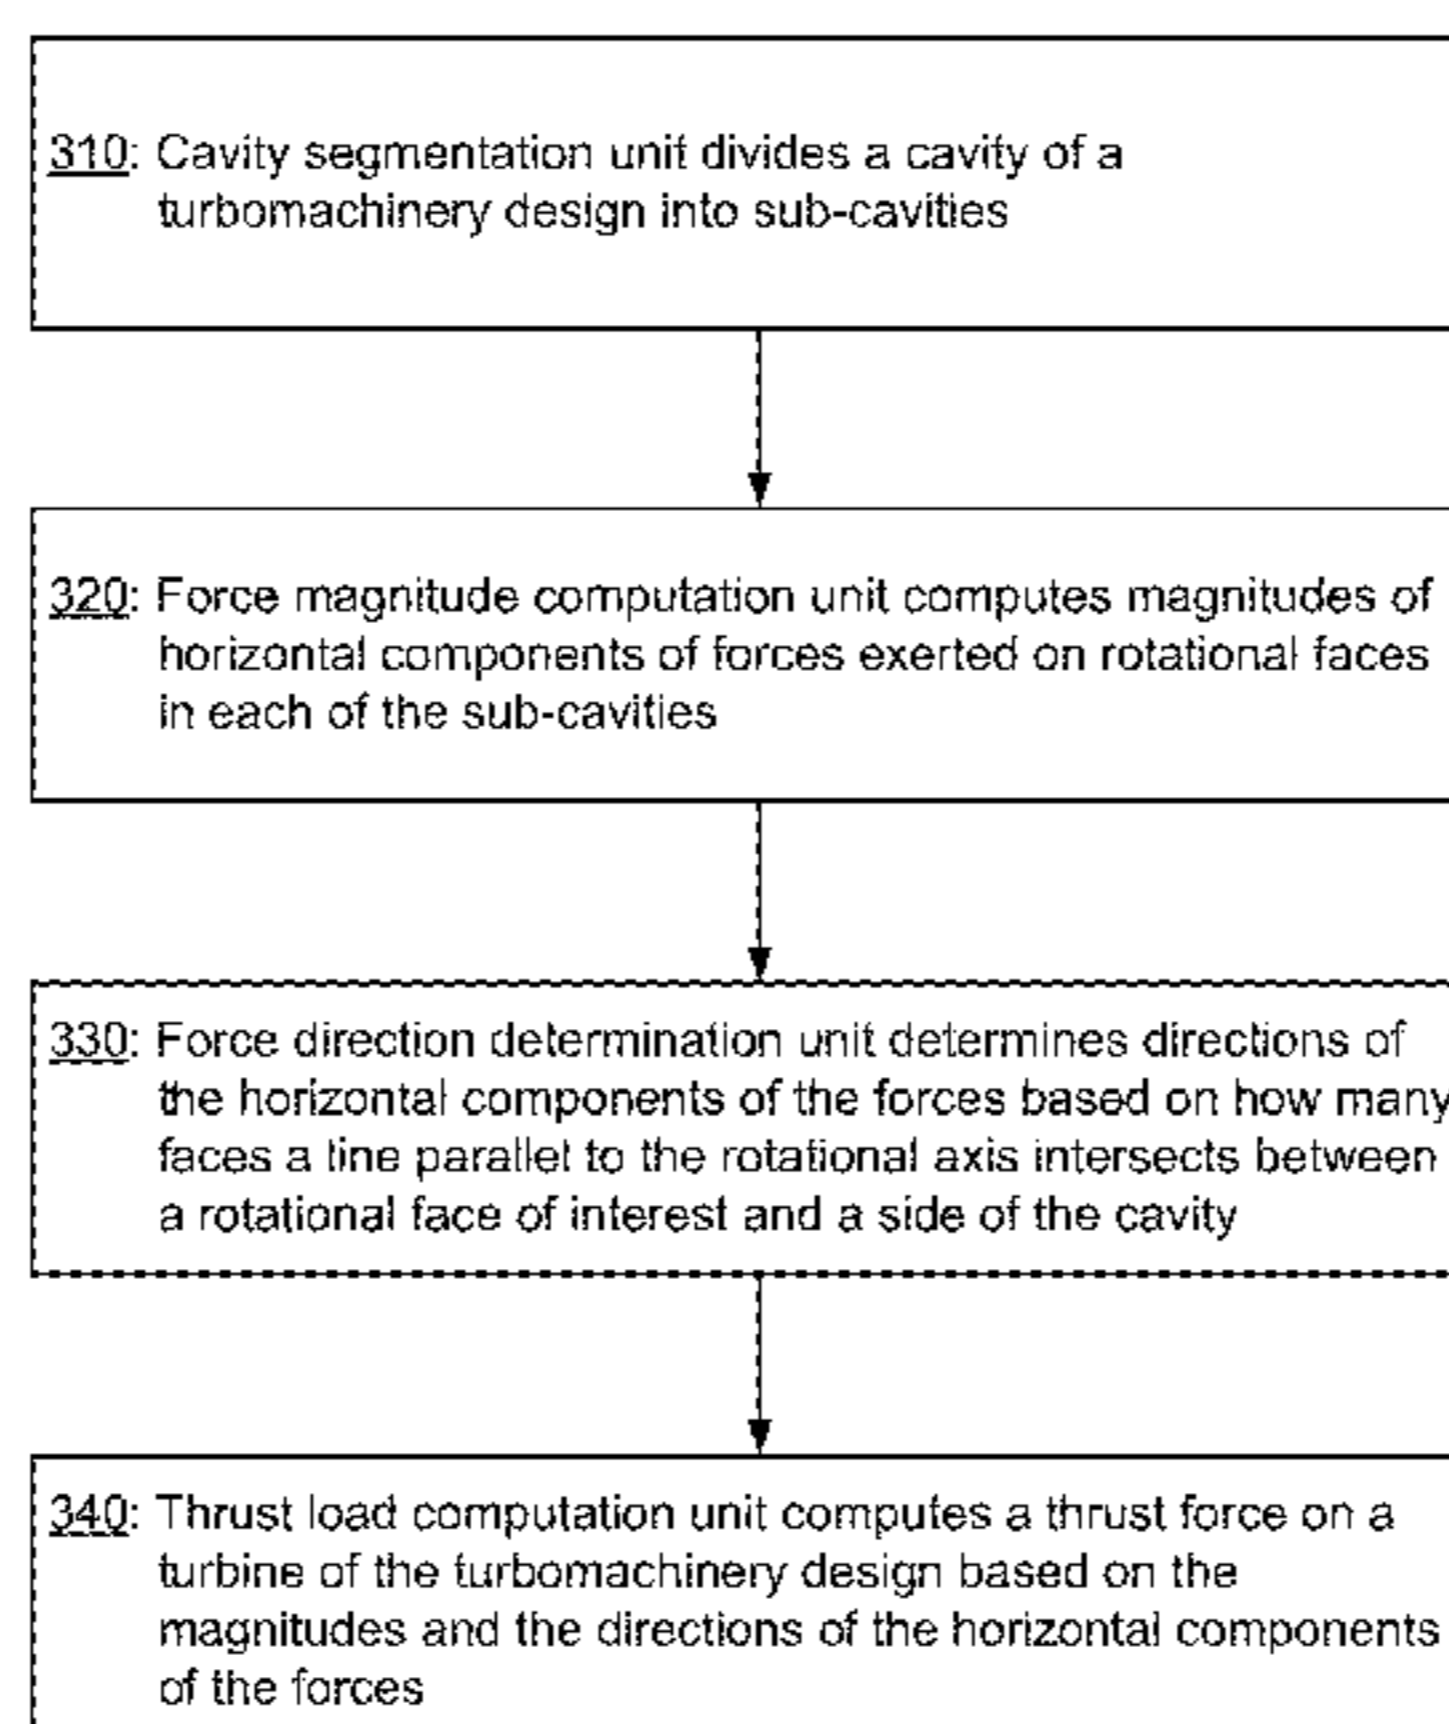 310: Cavity segmentation unit divides a cavity of a
turbomachinery design into sub-cavities
320: Force magnitude computation unit computes magnitudes of
horizontal components of forces exerted on rotational faces
in each of the sub-cavities
330: Force direction determination unit determines directions of
the horizontal components of the forces based on how many
faces a line parallel to the rotational axis intersects between
a rotational face of interest and a side of the cavity
340: Thrust load computation unit computes a thrust force on a
turbine of the turbomachinery design based on the
magnitudes and the directions of the horizontal components
of the forces